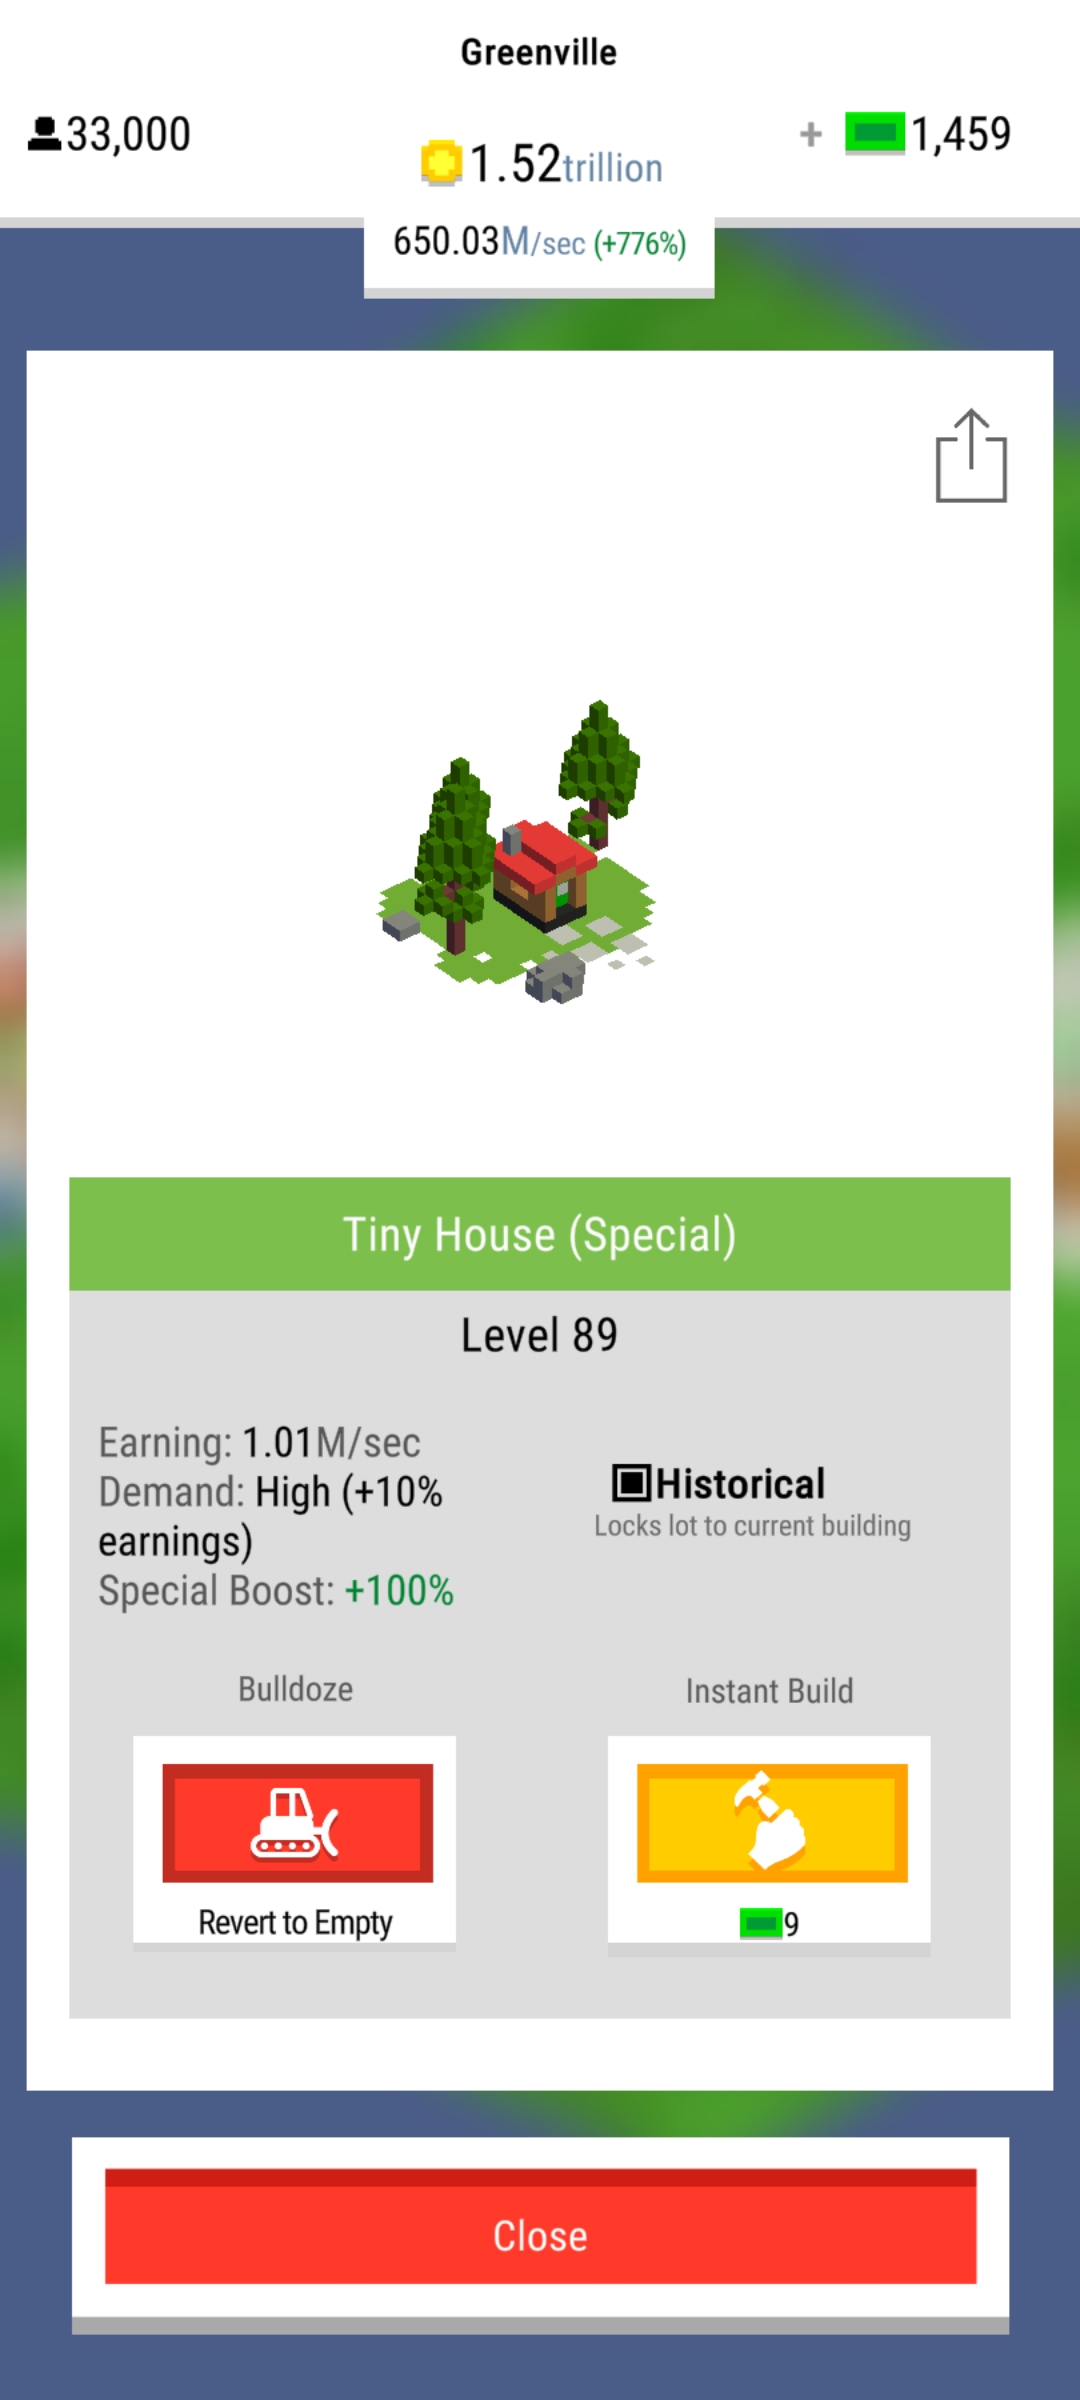 Greenville
33,000
1.52trillion
+ 1,459
650.03M/sec (+776%)
Tiny House (Special)
Level 89
Earning: 1.01M/sec
Demand: High (+10%
earnings)
Special Boost: +100%
Historical
Locks lot to current building
Bulldoze
Revert to Empty
Instant Build
9
Close